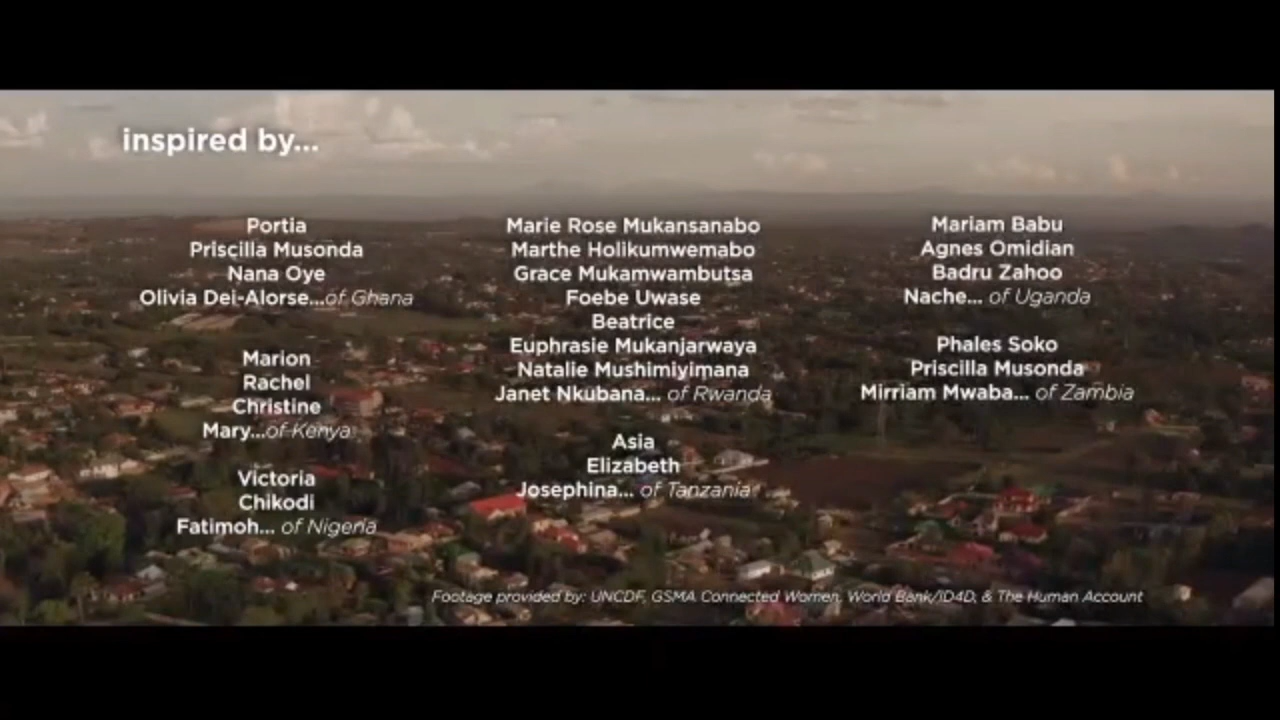 inspired by...
Portia
Priscilla Musonda
Nana Oye
Olivia Dei-Alorse...of Ghana
Marion
Rachel
Christine
Mary...of Kenya
Victoria
Chikodi
Fatimoh... of Nigeria
Marie Rose Mukansanabo
Marthe Holikumwemabo
Grace Mukamwambutsa
Foebe Uwase
Beatrice
Euphrasie Mukanjarwaya
Natalie Mushimiyimana
Janet Nkubana... of Rwanda
Asia
Elizabeth
Josephina... of Tanzania
Mariam Babu
Agnes Omidian
Badru Zahoo
Nache... of Uganda
Phales Soko
Priscilla Musonda
Mirriam Mwaba... of Zambia
Footage provided by: UNCDF, GSMA Connected Women, World Bank/ID4D, & The Human Account